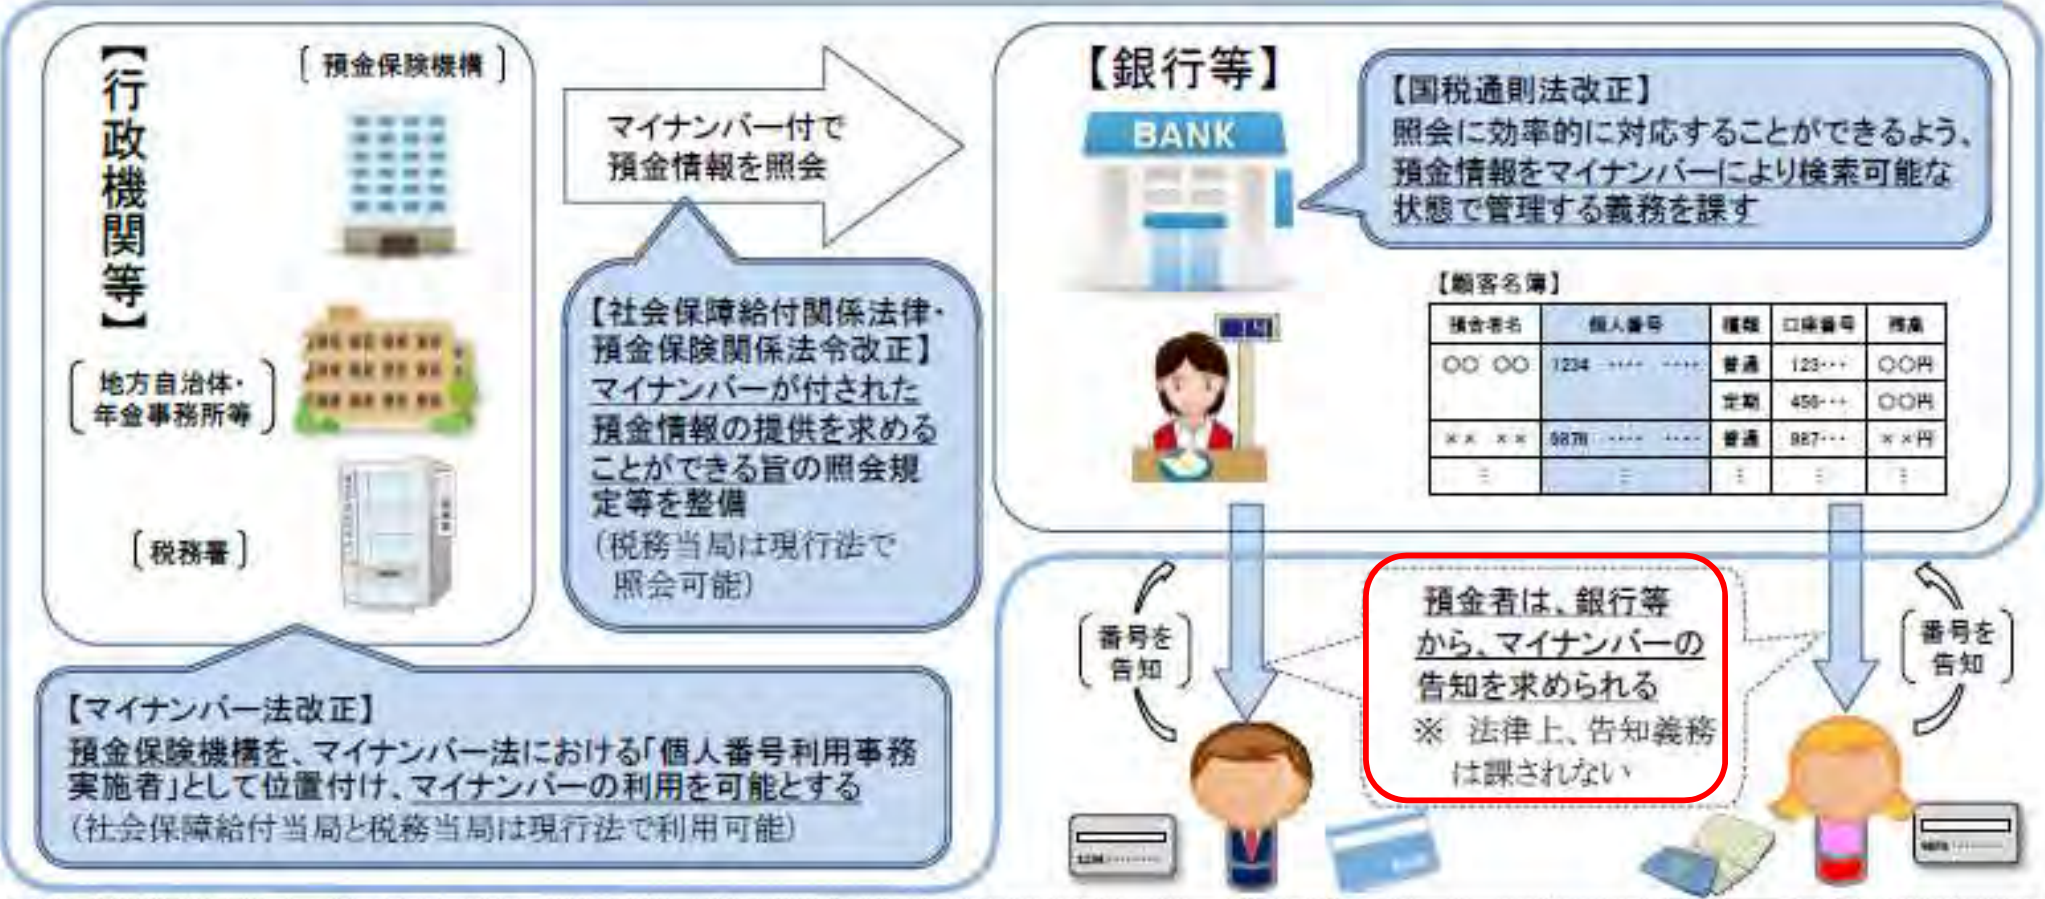 【行政機関等】
〔 預金保険機構 〕
〔 地方自治体・
年金事務所等 〕
〔 税務署 〕
マイナンバー付で
預金情報を照会
【社会保障給付関係法律・
預金保険関係法令改正】
マイナンバーが付された
預金情報の提供を求める
ことができる旨の照会規
定等を整備
(税務当局は現行法で
照会可能)
【マイナンバー法改正】
預金保険機構を、マイナンバー法における「個人番号利用事務
実施者」として位置付け、マイナンバーの利用を可能とする
(社会保障給付当局と税務当局は現行法で利用可能)
【銀行等】
BANK
【国税通則法改正】
照会に効率的に対応することができるよう、
預金情報をマイナンバーにより検索可能な
状態で管理する義務を課す
【顧客名簿】
預金者名 個人番号 種類 口座番号 残高
〇〇 〇〇 1234 ‥‥ ‥‥ 普通 123・・・ 〇〇円
定期 456・・・ 〇〇円
×× ×× 9876 ‥‥ ‥‥ 普通 987・・・ ××円
： ： ： ： ：
番号を
告知
預金者は、銀行等
から、マイナンバーの
告知を求められる
※ 法律上、告知義務
は課されない
番号を
告知
1234・・・・・・・・
9876・・・・・・・・